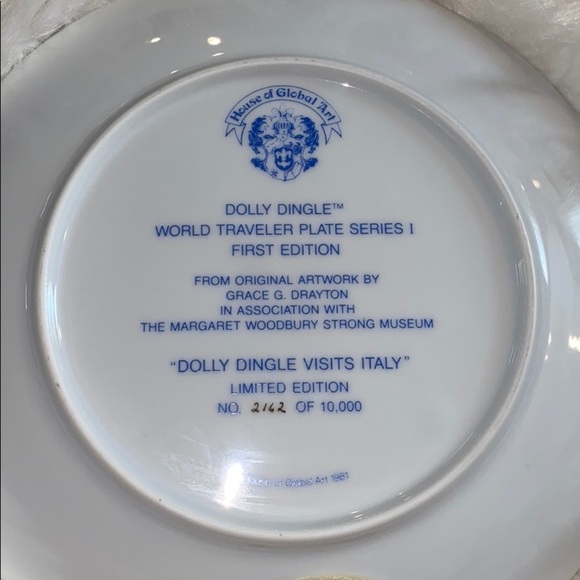 House of Global Art
DOLLY DINGLE™
WORLD TRAVELER PLATE SERIES I
FIRST EDITION
FROM ORIGINAL ARTWORK BY
GRACE G. DRAYTON
IN ASSOCIATION WITH
THE MARGARET WOODBURY STRONG MUSEUM
"DOLLY DINGLE VISITS ITALY"
LIMITED EDITION
NO. 2162 OF 10,000
Global Art 1981